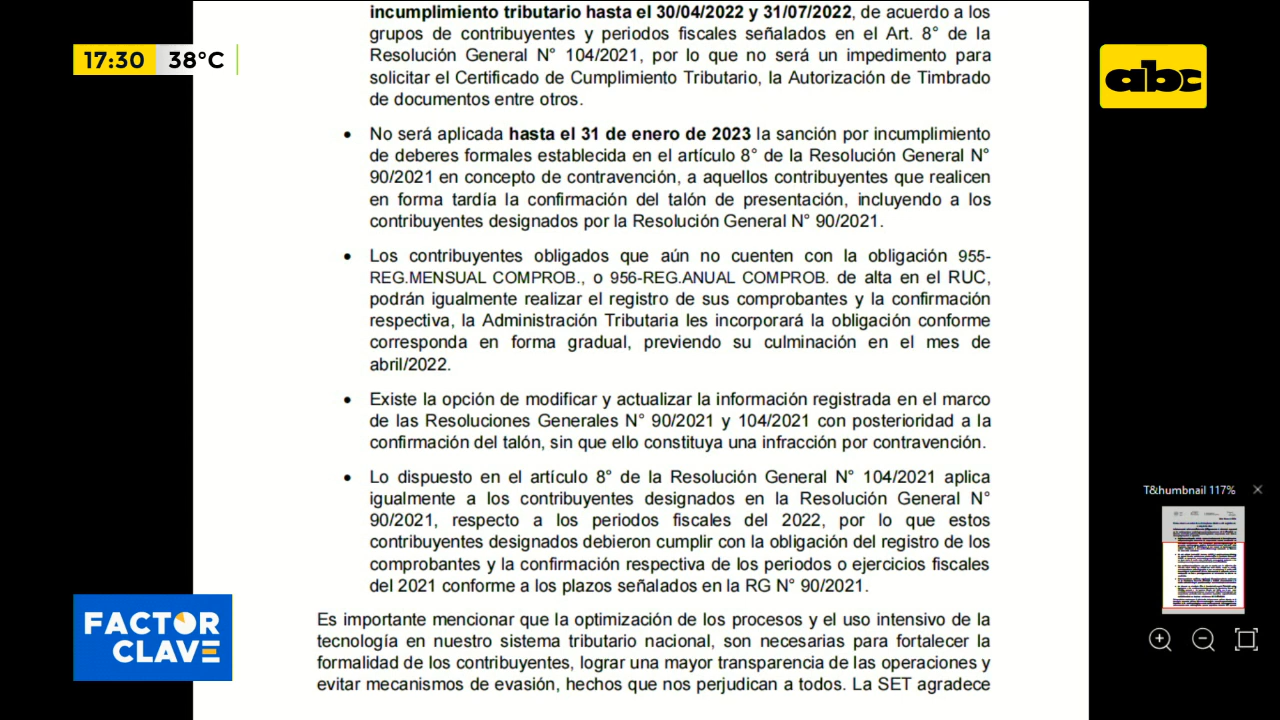 incumplimiento tributario hasta el 30/04/2022 y 31/07/2022, de acuerdo a los
grupos de contribuyentes y periodos fiscales señalados en el Art. 8° de la
Resolución General N° 104/2021, por lo que no será un impedimento para
solicitar el Certificado de Cumplimiento Tributario, la Autorización de Timbrado
de documentos entre otros.
17:30 38°C
abc
• No será aplicada hasta el 31 de enero de 2023 la sanción por incumplimiento
de deberes formales establecida en el artículo 8° de la Resolución General N°
90/2021 en concepto de contravención, a aquellos contribuyentes que realicen
en forma tardía la confirmación del talón de presentación, incluyendo a los
contribuyentes designados por la Resolución General N° 90/2021.
• Los contribuyentes obligados que aún no cuenten con la obligación 955-
REG.MENSUAL COMPROB., o 956-REG.ANUAL COMPROB. de alta en el RUC,
podrán igualmente realizar el registro de sus comprobantes y la confirmación
respectiva, la Administración Tributaria les incorporará la obligación conforme
corresponda en forma gradual, previendo su culminación en el mes de
abril/2022.
• Existe la opción de modificar y actualizar la información registrada en el marco
de las Resoluciones Generales N° 90/2021 y 104/2021 con posterioridad a la
confirmación del talón, sin que ello constituya una infracción por contravención.
• Lo dispuesto en el artículo 8° de la Resolución General N° 104/2021 aplica
igualmente a los contribuyentes designados en la Resolución General N°
90/2021, respecto a los periodos fiscales del 2022, por lo que estos
contribuyentes designados debieron cumplir con la obligación del registro de los
comprobantes y la confirmación respectiva de los periodos o ejercicios fiscales
del 2021 conforme a los plazos señalados en la RG N° 90/2021.
Es importante mencionar que la optimización de los procesos y el uso intensivo de la
tecnología en nuestro sistema tributario nacional, son necesarias para fortalecer la
formalidad de los contribuyentes, lograr una mayor transparencia de las operaciones y
evitar mecanismos de evasión, hechos que nos perjudican a todos. La SET agradece
T&humbnail 117%
FACTOR
CLAVE